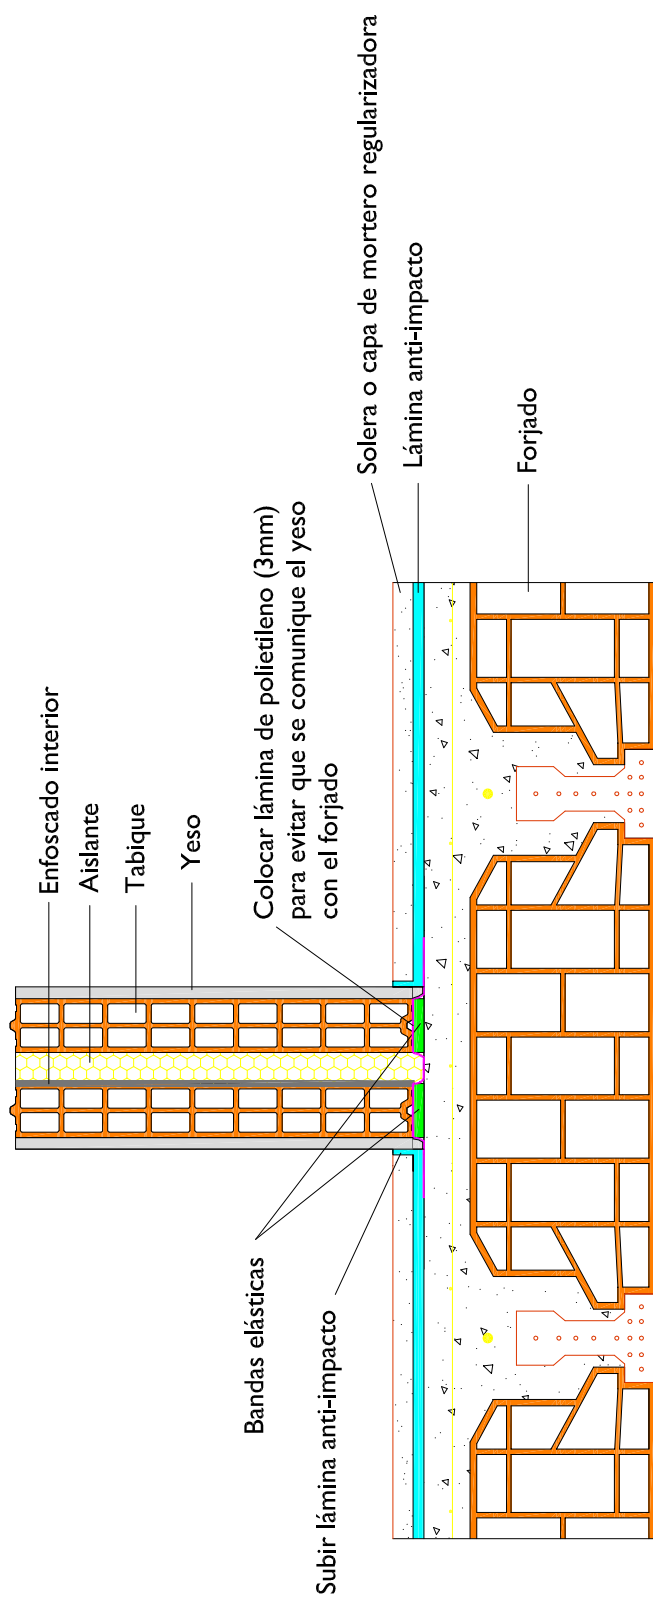 Enfoscado interior
Aislante
Tabique
Yeso
Colocar lámina de polietileno (3mm)
para evitar que se comunique el yeso
con el forjado
Solera o capa de mortero regularizadora
Lámina anti-impacto
Forjado
Bandas elásticas
Subir lámina anti-impacto